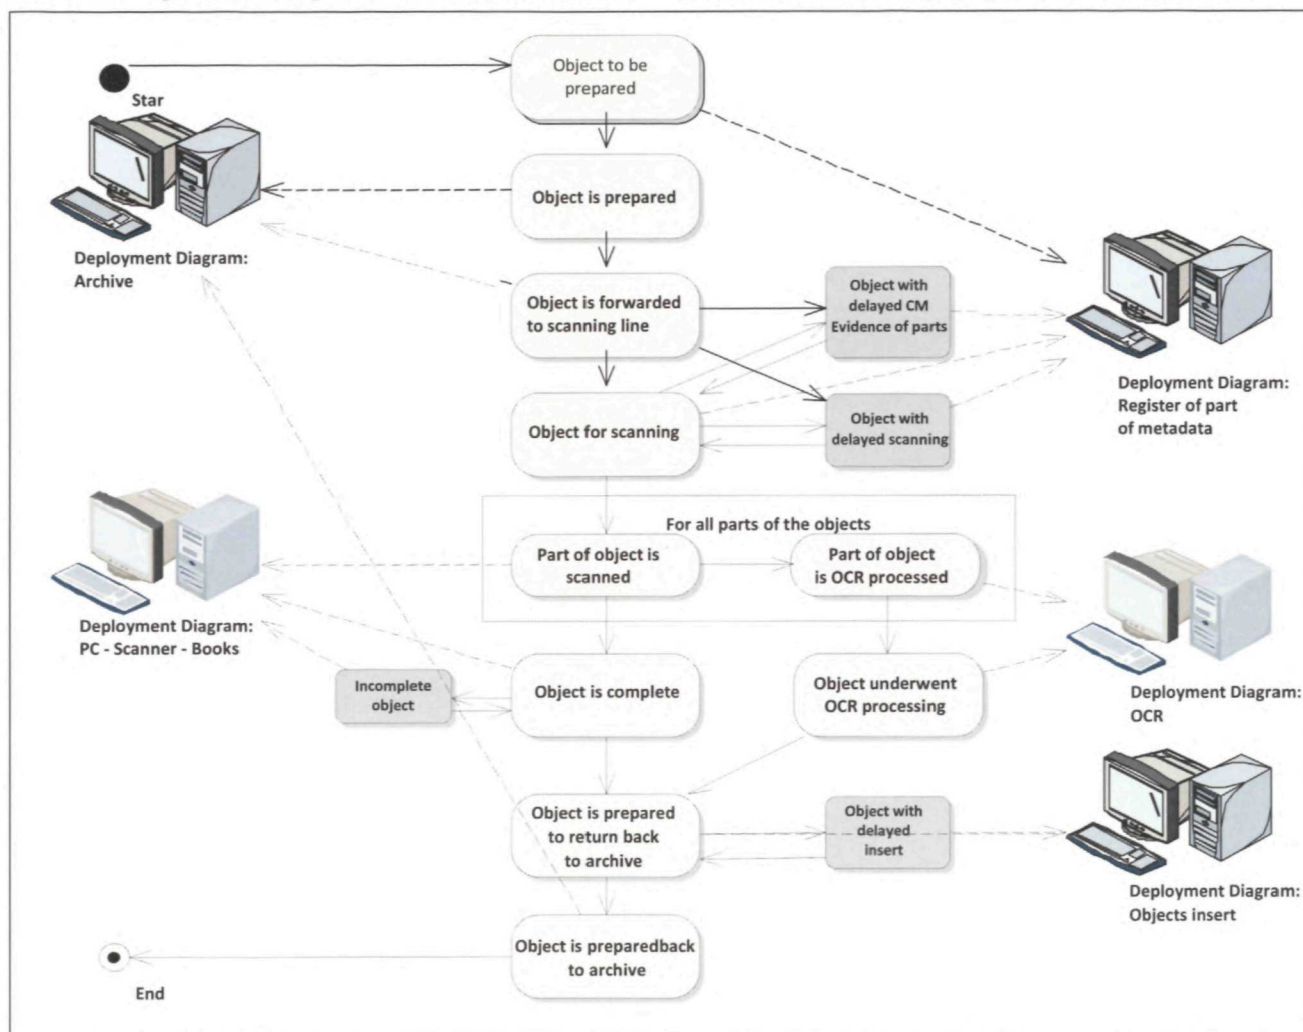 Object to be
prepared
Star
Object is prepared
Deployment Diagram:
Archive
Object is forwarded
to scanning line
Object with
delayed CM
Evidence of parts
Deployment Diagram:
Register of part
of metadata
Object for scanning
Object with
delayed scanning
For all parts of the objects
Part of object is
scanned
Part of object
is OCR processed
Deployment Diagram:
PC - Scanner - Books
Incomplete
object
Object is complete
Object underwent
OCR processing
Deployment Diagram:
OCR
Object is prepared
to return back
to archive
Object with
delayed
insert
Deployment Diagram:
Objects insert
Object is preparedback
to archive
End